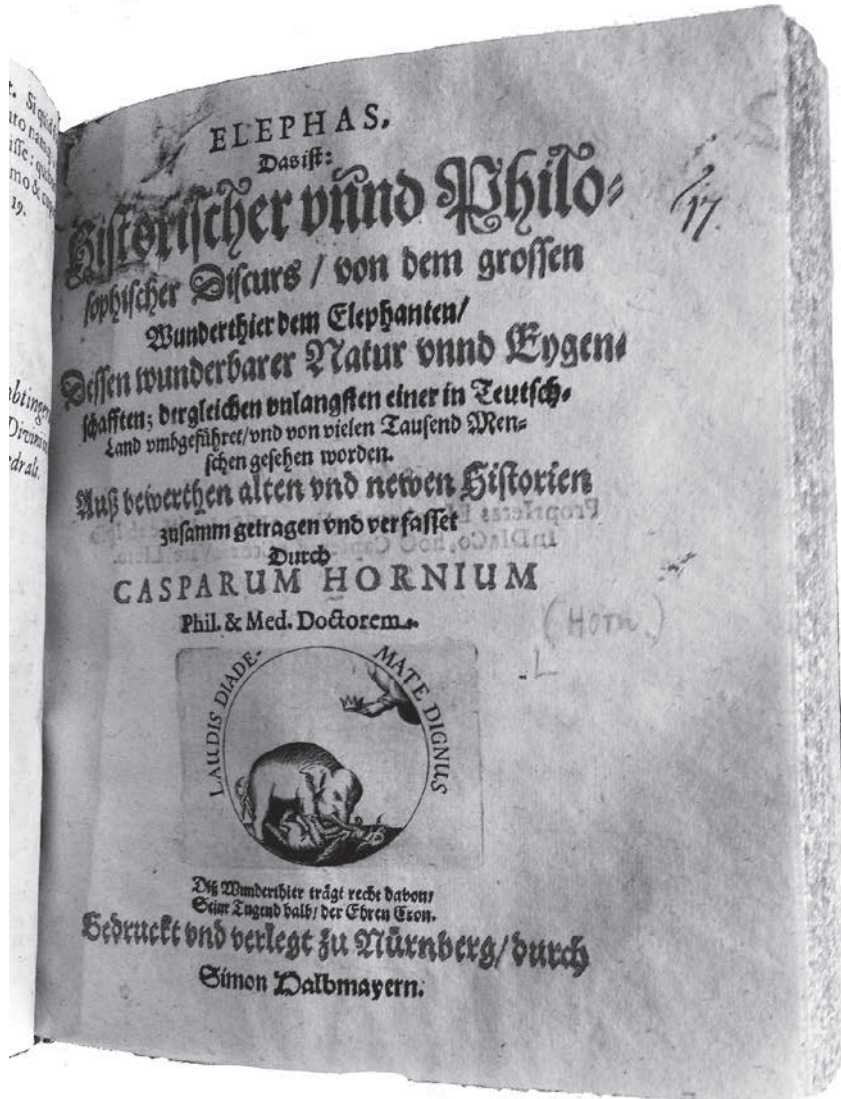 ELEPHAS,
Das ist:
Historischer vnnd Philo-
sophischer Discurs / von dem grossen
Wunderthier dem Elephanten/
Dessen wunderbarer Natur vnnd Eygen-
schafften; dergleichen vnlangsten einer in Teutsch-
Land vmbgeführet/vnd von vielen Tausend Men-
schen gesehen worden.
Auß bewerthen alten vnd newen Historien
zusamm getragen vnd verfasset
Durch
CASPARUM HORNIUM
Phil. & Med. Doctorem.
LAUDIS DIADE-
MATE DIGNUS
Diß Wunderthier trägt recht davon/
Seiner Tugend halb/ der Ehren Cron.
Gedruckt vnd verlegt zu Nürnberg/ durch
Simon Halbmayern.
17.
(Horn.)
L
19.